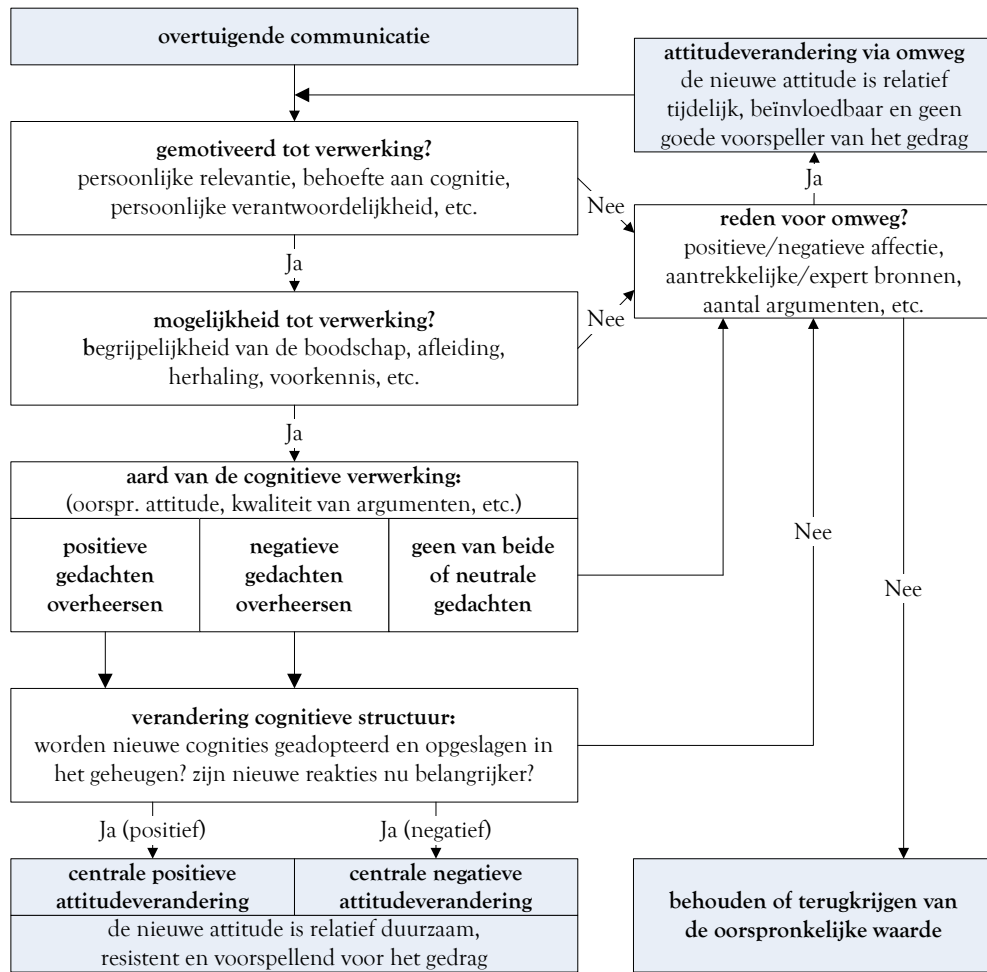 overtuigende communicatie
attitudeverandering via omweg
de nieuwe attitude is relatief
tijdelijk, beïnvloedbaar en geen
goede voorspeller van het gedrag
gemotiveerd tot verwerking?
persoonlijke relevantie, behoefte aan cognitie,
persoonlijke verantwoordelijkheid, etc.
Nee
Ja
reden voor omweg?
positieve/negatieve affectie,
aantrekkelijke/expert bronnen,
aantal argumenten, etc.
Ja
mogelijkheid tot verwerking?
begrijpelijkheid van de boodschap, afleiding,
herhaling, voorkennis, etc.
Nee
Ja
aard van de cognitieve verwerking:
(oorspr. attitude, kwaliteit van argumenten, etc.)
positieve
gedachten
overheersen
negatieve
gedachten
overheersen
geen van beide
of neutrale
gedachten
Nee
Nee
verandering cognitieve structuur:
worden nieuwe cognities geadopteerd en opgeslagen in
het geheugen? zijn nieuwe reakties nu belangrijker?
Ja (positief)
Ja (negatief)
centrale positieve
attitudeverandering
centrale negatieve
attitudeverandering
de nieuwe attitude is relatief duurzaam,
resistent en voorspellend voor het gedrag
behouden of terugkrijgen van
de oorspronkelijke waarde